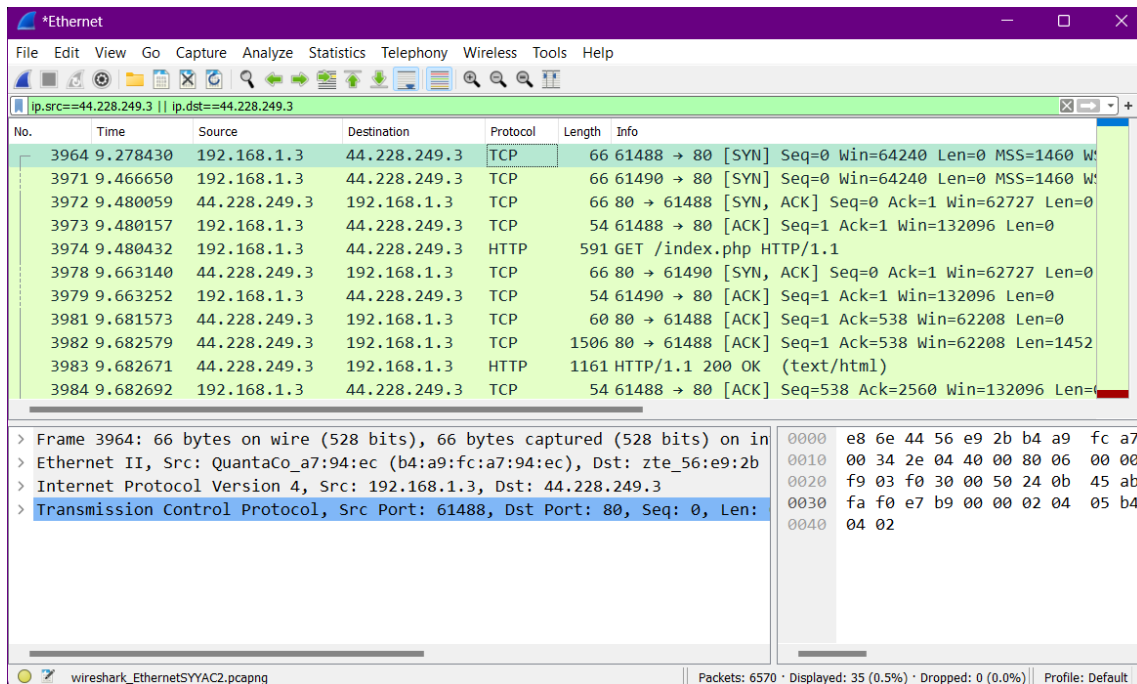 *Ethernet
File Edit View Go Capture Analyze Statistics Telephony Wireless Tools Help
ip.src==44.228.249.3 || ip.dst==44.228.249.3
No. Time Source Destination Protocol Length Info
3964 9.278430 192.168.1.3 44.228.249.3 TCP 66 61488 → 80 [SYN] Seq=0 Win=64240 Len=0 MSS=1460
3971 9.466650 192.168.1.3 44.228.249.3 TCP 66 61490 → 80 [SYN] Seq=0 Win=64240 Len=0 MSS=1460
3972 9.480059 44.228.249.3 192.168.1.3 TCP 66 80 → 61488 [SYN, ACK] Seq=0 Ack=1 Win=62727 Len=0
3973 9.480157 192.168.1.3 44.228.249.3 TCP 54 61488 → 80 [ACK] Seq=1 Ack=1 Win=132096 Len=0
3974 9.480432 192.168.1.3 44.228.249.3 HTTP 591 GET /index.php HTTP/1.1
3978 9.663140 44.228.249.3 192.168.1.3 TCP 66 80 → 61490 [SYN, ACK] Seq=0 Ack=1 Win=62727 Len=0
3979 9.663252 192.168.1.3 44.228.249.3 TCP 54 61490 → 80 [ACK] Seq=1 Ack=1 Win=132096 Len=0
3981 9.681573 44.228.249.3 192.168.1.3 TCP 60 80 → 61488 [ACK] Seq=1 Ack=538 Win=62208 Len=0
3982 9.682579 44.228.249.3 192.168.1.3 TCP 1506 80 → 61488 [ACK] Seq=1 Ack=538 Win=62208 Len=1452
3983 9.682671 44.228.249.3 192.168.1.3 HTTP 1161 HTTP/1.1 200 OK (text/html)
3984 9.682692 192.168.1.3 44.228.249.3 TCP 54 61488 → 80 [ACK] Seq=538 Ack=2560 Win=132096 Len=
Frame 3964: 66 bytes on wire (528 bits), 66 bytes captured (528 bits) on in
Ethernet II, Src: QuantaCo_a7:94:ec (b4:a9:fc:a7:94:ec), Dst: zte_56:e9:2b
Internet Protocol Version 4, Src: 192.168.1.3, Dst: 44.228.249.3
Transmission Control Protocol, Src Port: 61488, Dst Port: 80, Seq: 0, Len:
0000 e8 6e 44 56 e9 2b b4 a9 fc a7
0010 00 34 2e 04 40 00 80 06 00 00
0020 f9 03 f0 30 00 50 24 0b 45 ab
0030 fa f0 e7 b9 00 00 02 04 05 b4
0040 04 02
wireshark_EthernetSYYAC2.pcapng
Packets: 6570 · Displayed: 35 (0.5%) · Dropped: 0 (0.0%)
Profile: Default